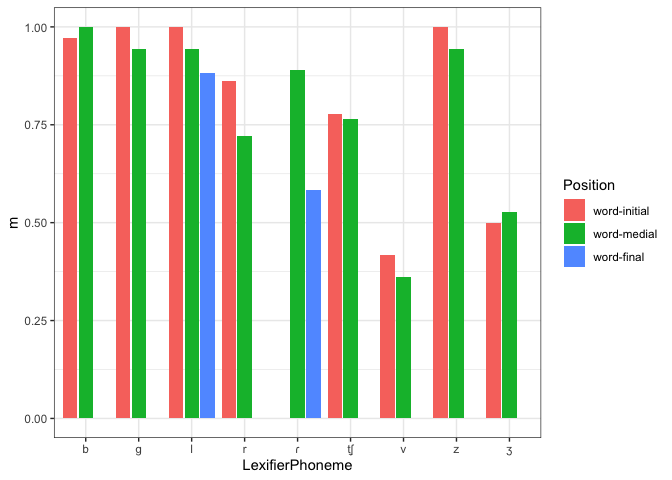 1.00
0.75
0.50
0.25
0.00
m
b g l r ɾ tʃ v z ʒ
LexifierPhoneme
Position
word-initial
word-medial
word-final